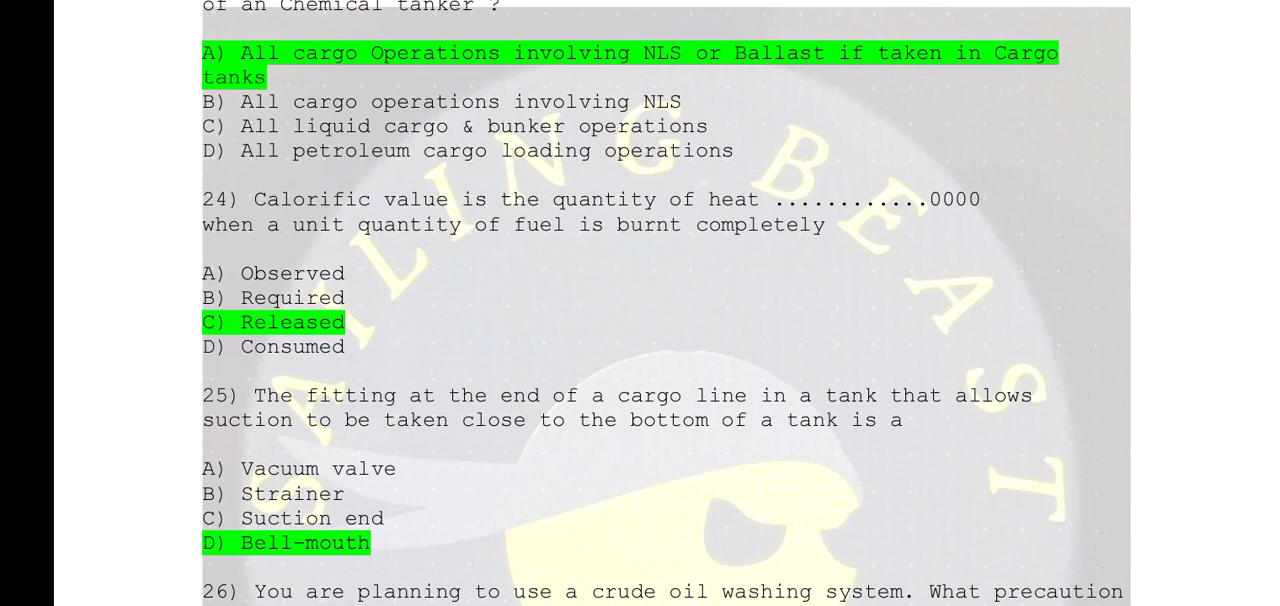 of an Chemical tanker ?
A) All cargo Operations involving NLS or Ballast if taken in Cargo
tanks
B) All cargo operations involving NLS
C) All liquid cargo & bunker operations
D) All petroleum cargo loading operations
24) Calorific value is the quantity of heat ............0000
when a unit quantity of fuel is burnt completely
A) Observed
B) Required
C) Released
D) Consumed
25) The fitting at the end of a cargo line in a tank that allows
suction to be taken close to the bottom of a tank is a
A) Vacuum valve
B) Strainer
C) Suction end
D) Bell-mouth
26) You are planning to use a crude oil washing system. What precaution
SAILING BEAST